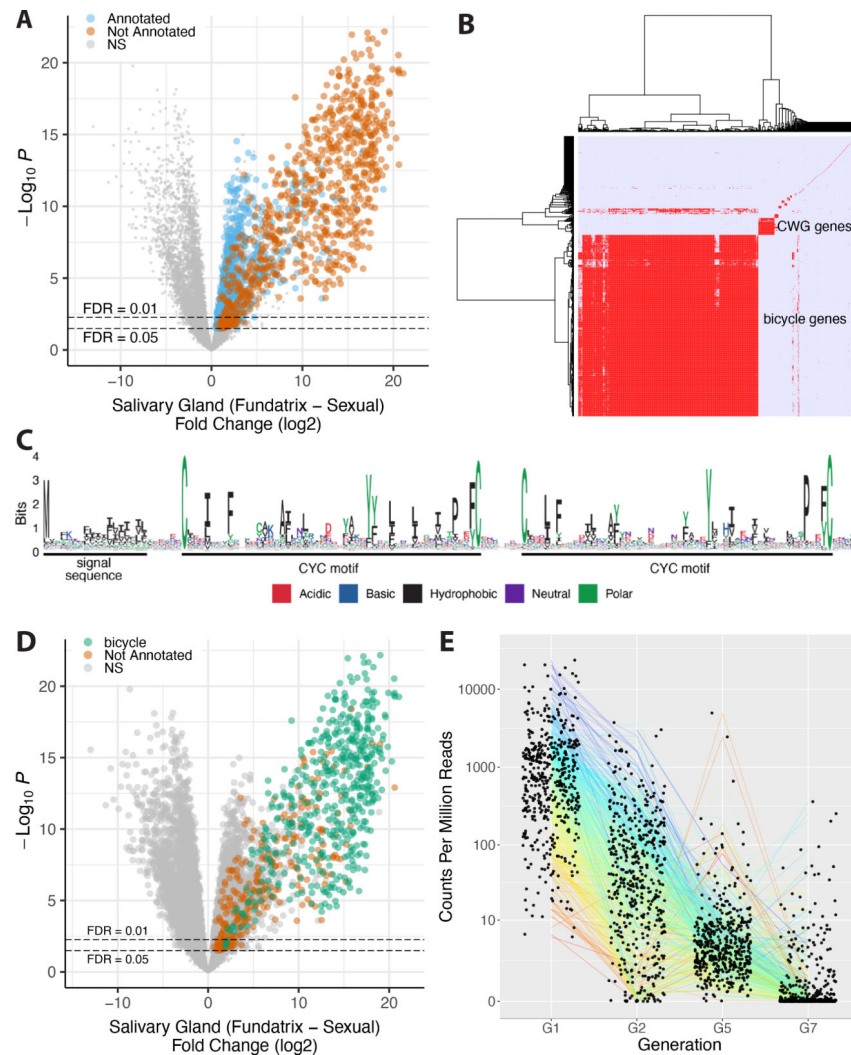 A
Annotated
Not Annotated
NS
20
15
10
5
0
−Log10 P
FDR = 0.01
FDR = 0.05
−10
0
10
20
Salivary Gland (Fundatrix − Sexual)
Fold Change (log2)
B
CWG genes
bicycle genes
C
4
3
2
1
0
Bits
signal
sequence
CYC motif
CYC motif
Acidic
Basic
Hydrophobic
Neutral
Polar
D
bicycle
Not Annotated
NS
20
15
10
5
0
−Log10 P
FDR = 0.01
FDR = 0.05
−10
0
10
20
Salivary Gland (Fundatrix − Sexual)
Fold Change (log2)
E
10000
1000
100
10
0
Counts Per Million Reads
G1
G2
G5
G7
Generation